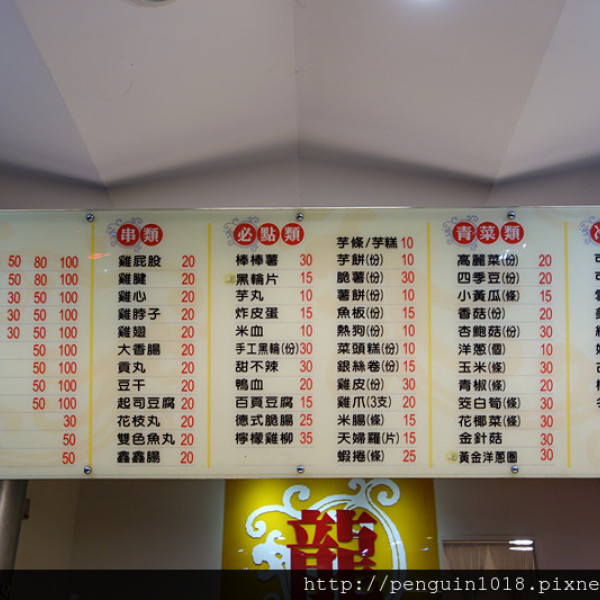 50 80 100
50 80 100
30 50 100
30 50 100
50 100
50 100
50 100
50 100
30
50
50
串類
雞屁股 20
雞腱 20
雞心 20
雞脖子 20
雞翅 20
大香腸 20
貢丸 20
豆干 20
起司豆腐 20
花枝丸 20
雙色魚丸 20
鑫鑫腸 20
必點類
棒棒薯 30
黑輪片 15
芋丸 10
炸皮蛋 15
米血 10
手工黑輪(份) 30
甜不辣 30
鴨血 20
百頁豆腐 15
德式脆腸 25
檸檬雞柳 35
芋條/芋糕 10
芋餅(份) 10
脆薯(份) 30
薯餅(份) 10
魚板(份) 15
熱狗(份) 10
菜頭糕(份) 10
銀絲卷(份) 15
雞皮(份) 30
雞爪(3支) 20
米腸(條) 15
天婦羅(片) 15
蝦捲(條) 25
青菜類
高麗菜(份) 20
四季豆(份) 20
小黃瓜(條) 15
香菇(份) 20
杏鮑菇(份) 30
洋蔥(個) 10
玉米(條) 30
青椒(條) 20
筊白筍(條) 30
花椰菜(條) 30
金針菇 30
黃金洋蔥圈 30
龍
http://penguin1018.pixne